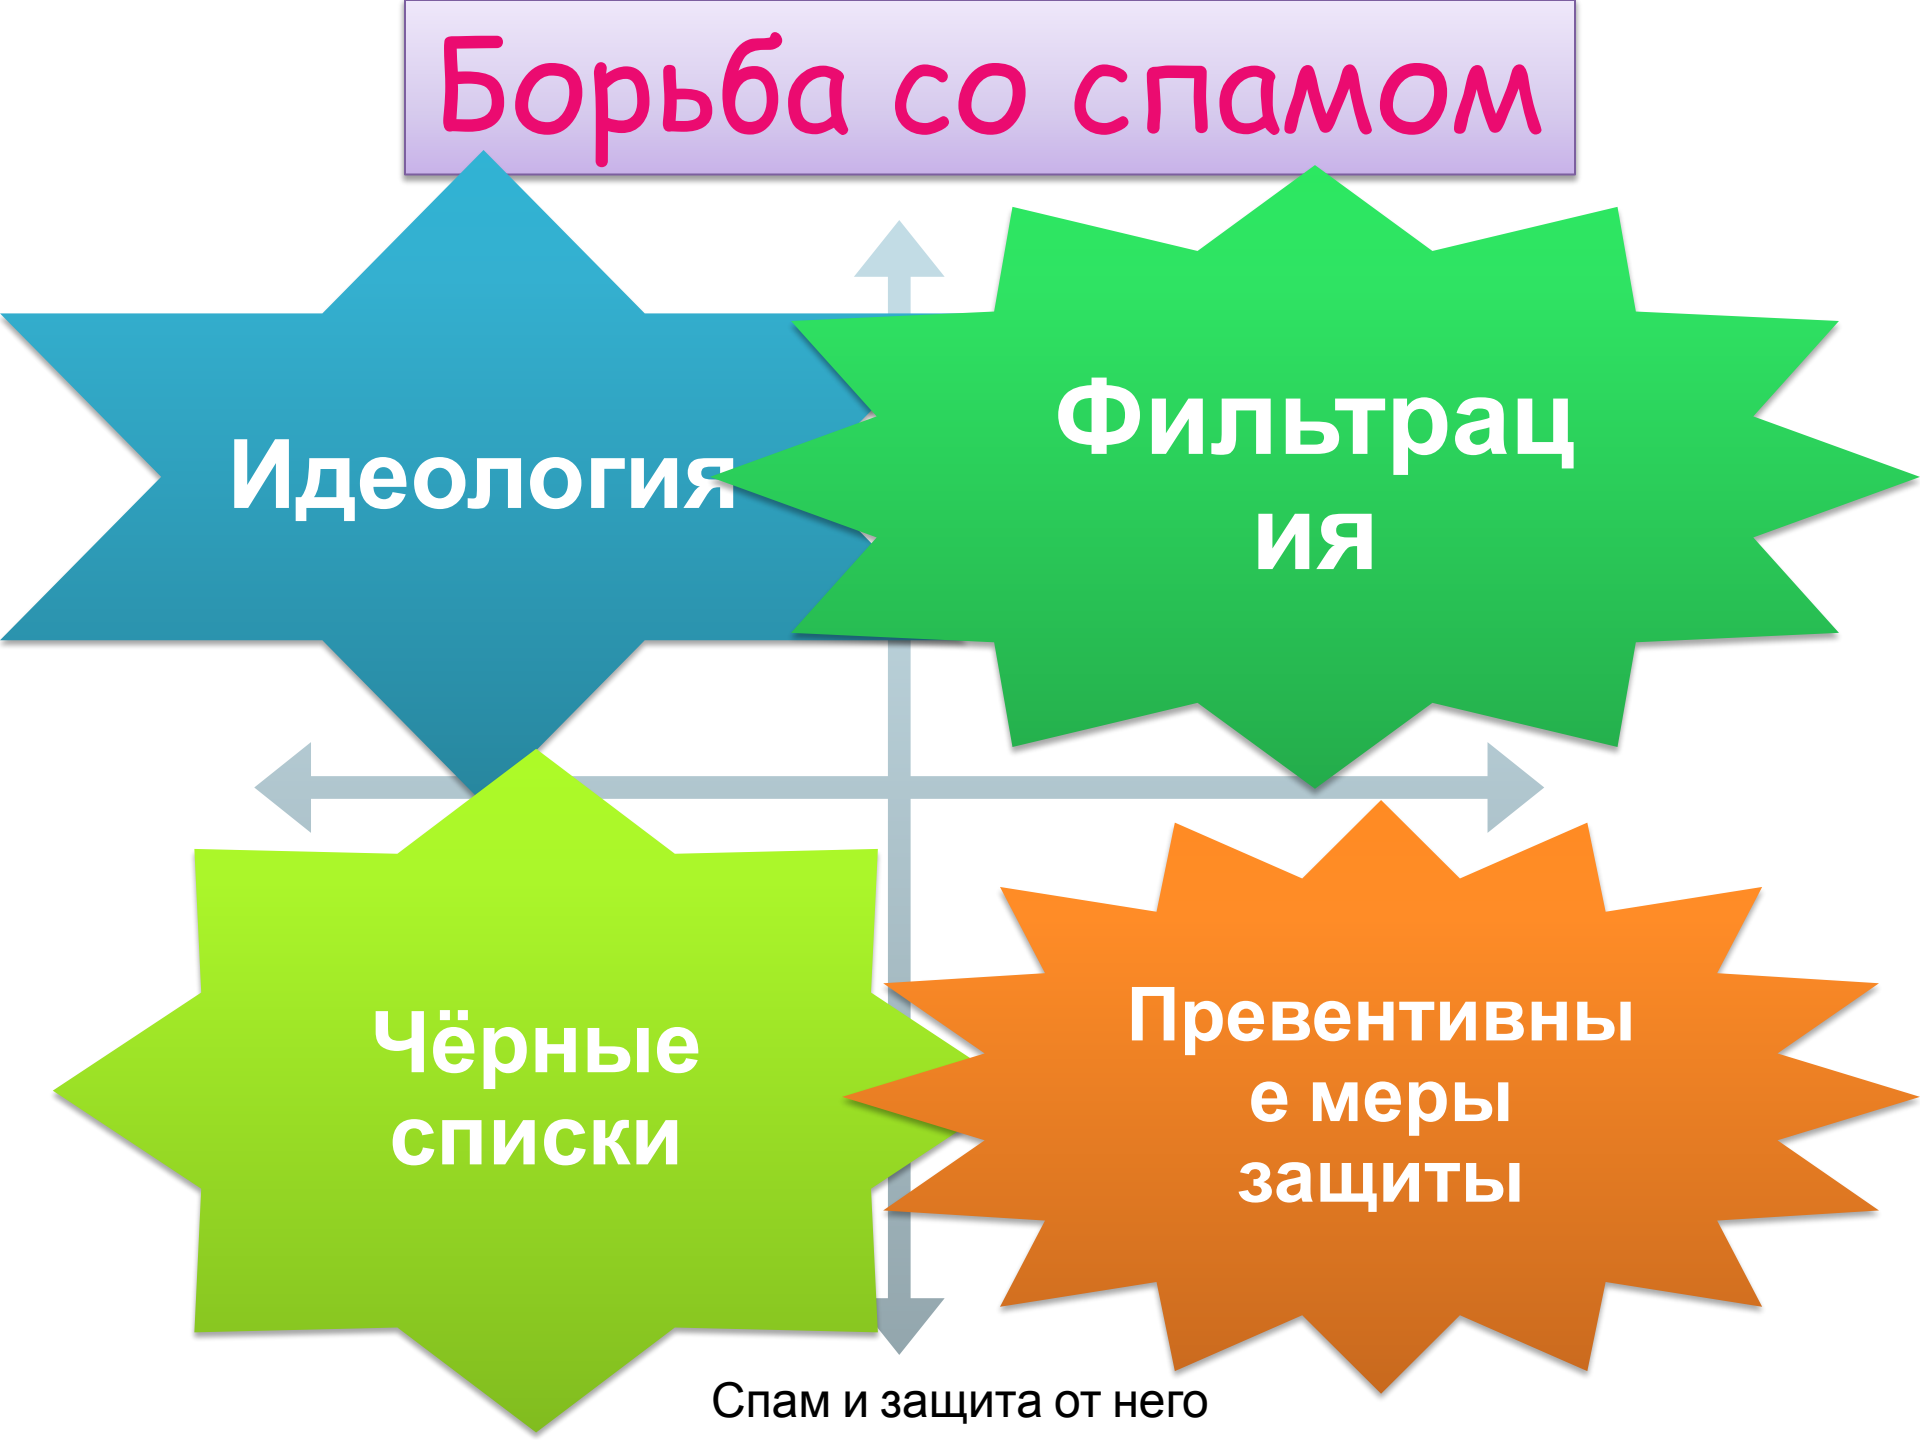 Борьба со спамом
Идеология
Фильтрац
ия
Чёрные
списки
Превентивны
е меры
защиты
Спам и защита от него